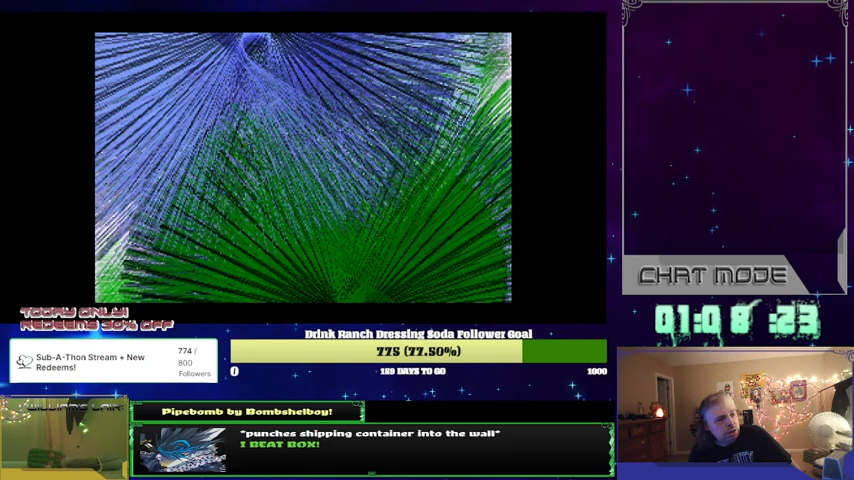 CHAT MODE
01:08:23
TODAY ONLY!
REDEEMS 30% OFF
Drink Ranch Dressing Soda Follower Goal
775 (77.50%)
0
159 DAYS TO GO
1000
Sub-A-Thon Stream + New
Redeems!
774 /
800
Followers
WILLIAM'S LAIR:
Pipebomb by Bombshelboy!
*punches shipping container into the wall*
I BEAT BOX!